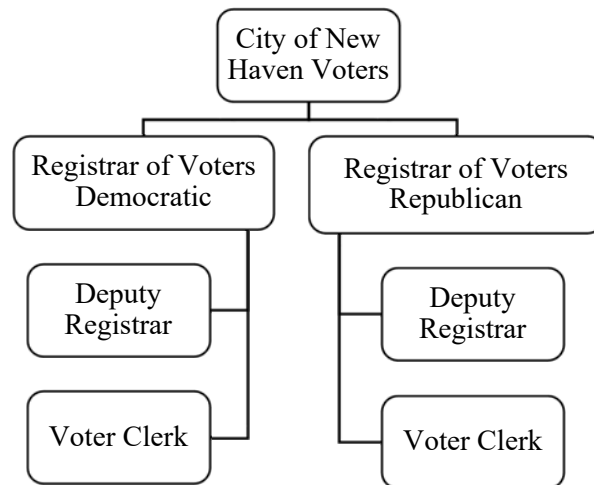 City of New
Haven Voters
Registrar of Voters
Democratic
Registrar of Voters
Republican
Deputy
Registrar
Deputy
Registrar
Voter Clerk
Voter Clerk